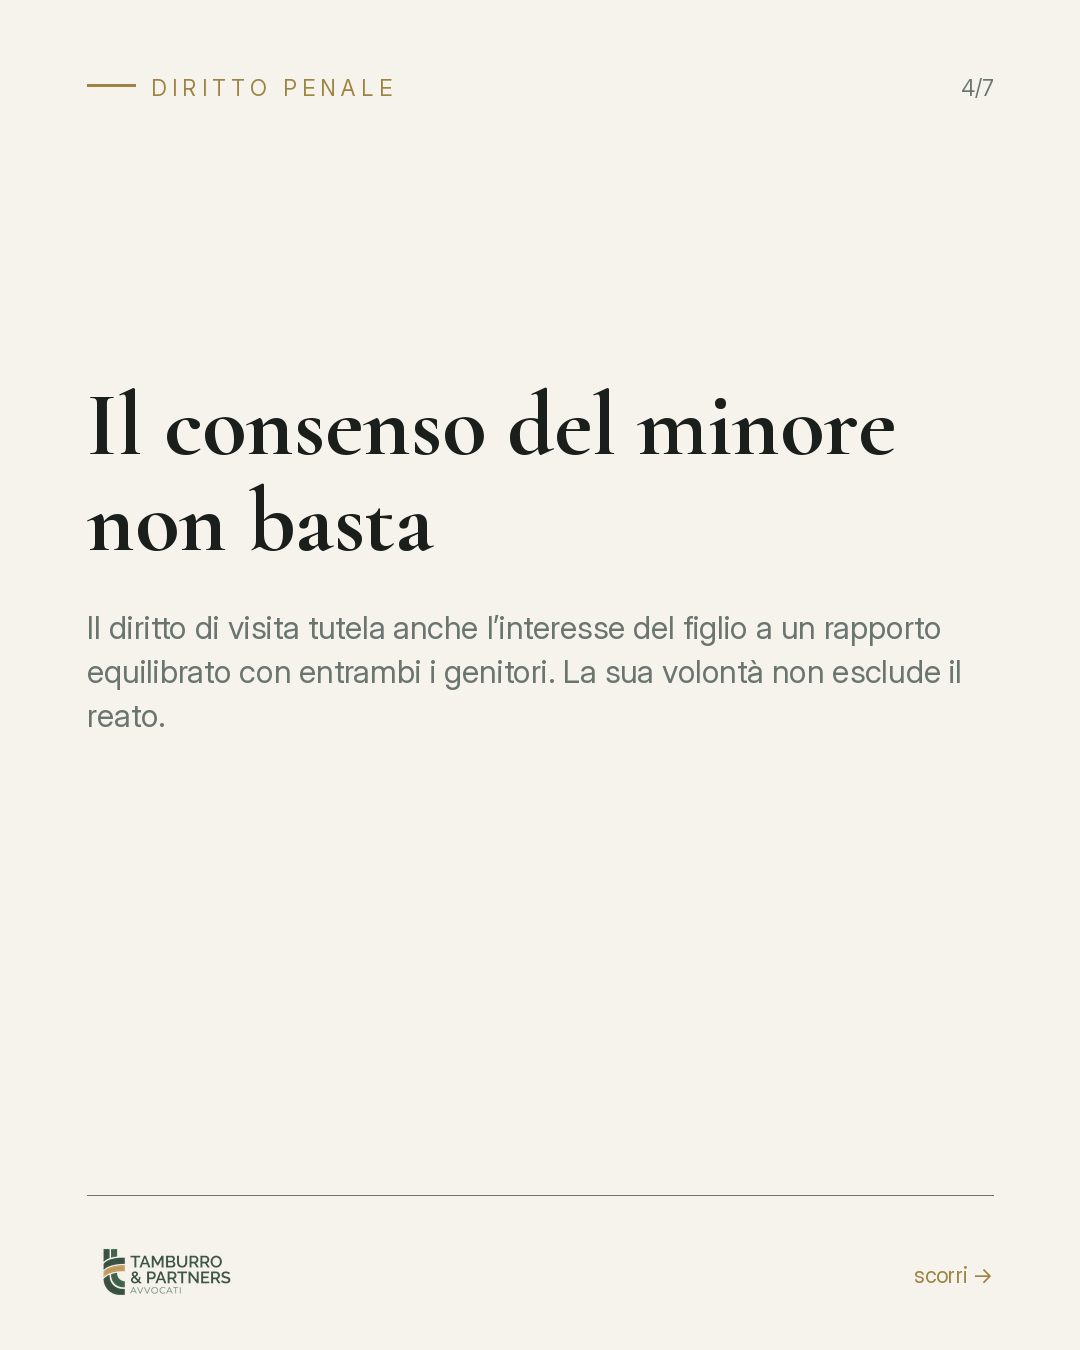 DIRITTO PENALE
4/7
Il consenso del minore
non basta
Il diritto di visita tutela anche l’interesse del figlio a un rapporto
equilibrato con entrambi i genitori. La sua volontà non esclude il
reato.
TAMBURRO
& PARTNERS
AVVOCATI
scorri →